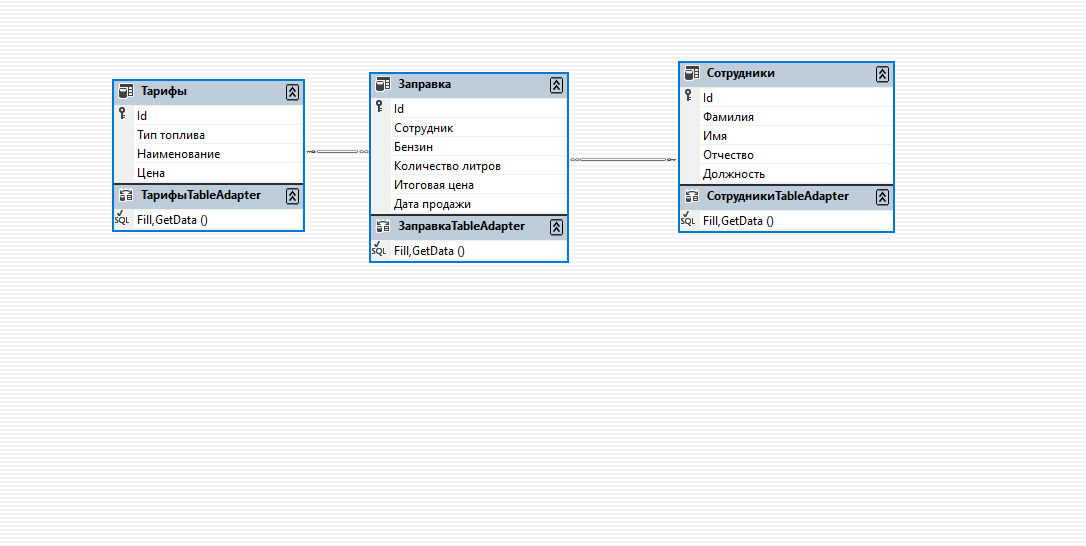 Тарифы
Id
Тип топлива
Наименование
Цена
ТарифыTableAdapter
SQL Fill,GetData ()
Заправка
Id
Сотрудник
Бензин
Количество литров
Итоговая цена
Дата продажи
ЗаправкаTableAdapter
SQL Fill,GetData ()
Сотрудники
Id
Фамилия
Имя
Отчество
Должность
СотрудникиTableAdapter
SQL Fill,GetData ()